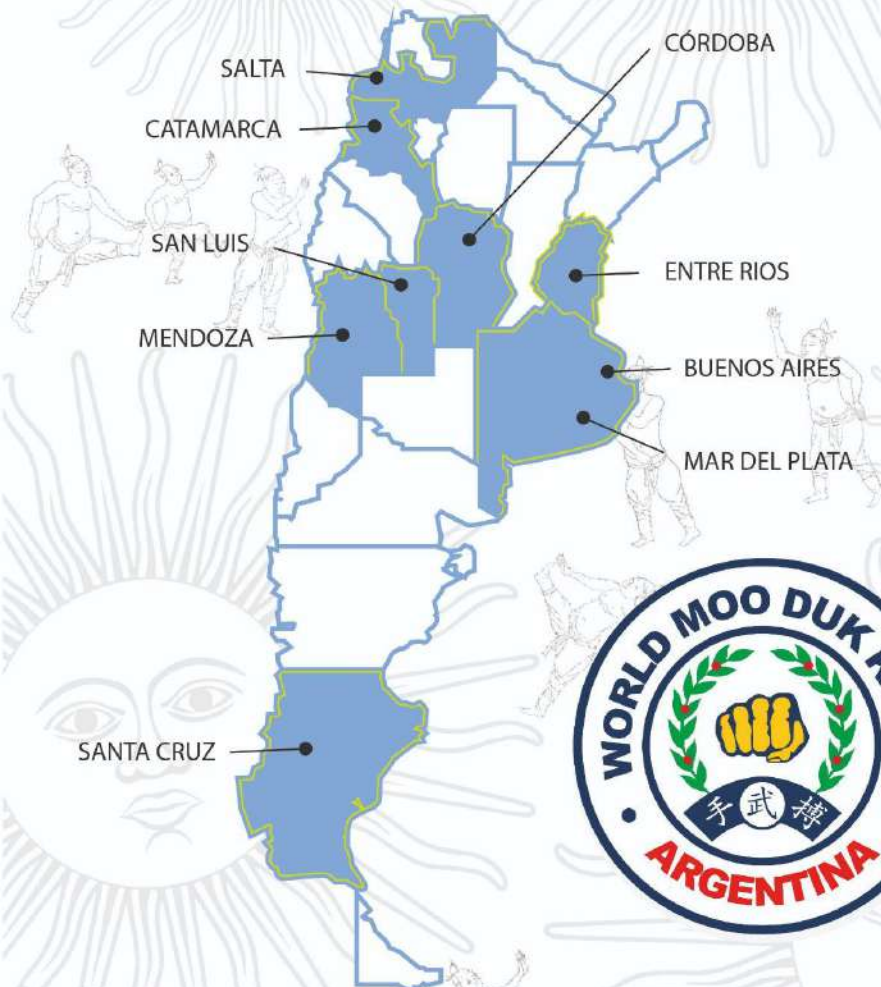 CÓRDOBA
SALTA
CATAMARCA
SAN LUIS
ENTRE RIOS
MENDOZA
BUENOS AIRES
MAR DEL PLATA
SANTA CRUZ
WORLD MOO DUK
手武搏
ARGENTINA